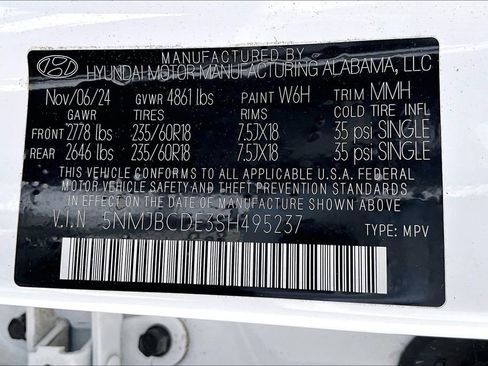 MANUFACTURED BY
HYUNDAI MOTOR MANUFACTURING ALABAMA, LLC
Nov/06/24 GVWR 4861 lbs PAINT W6H TRIM MMH
GAWR TIRES RIMS COLD TIRE INFL
FRONT 2778 lbs 235/60R18 7.5JX18 35 psi SINGLE
REAR 2646 lbs 235/60R18 7.5JX18 35 psi SINGLE
THIS VEHICLE CONFORMS TO ALL APPLICABLE U.S.A. FEDERAL
MOTOR VEHICLE SAFETY AND THEFT PREVENTION STANDARDS
IN EFFECT ON THE DATE OF MANUFACTURE SHOWN ABOVE.
V.I.N 5NMJBCDE3SH495237 TYPE: MPV